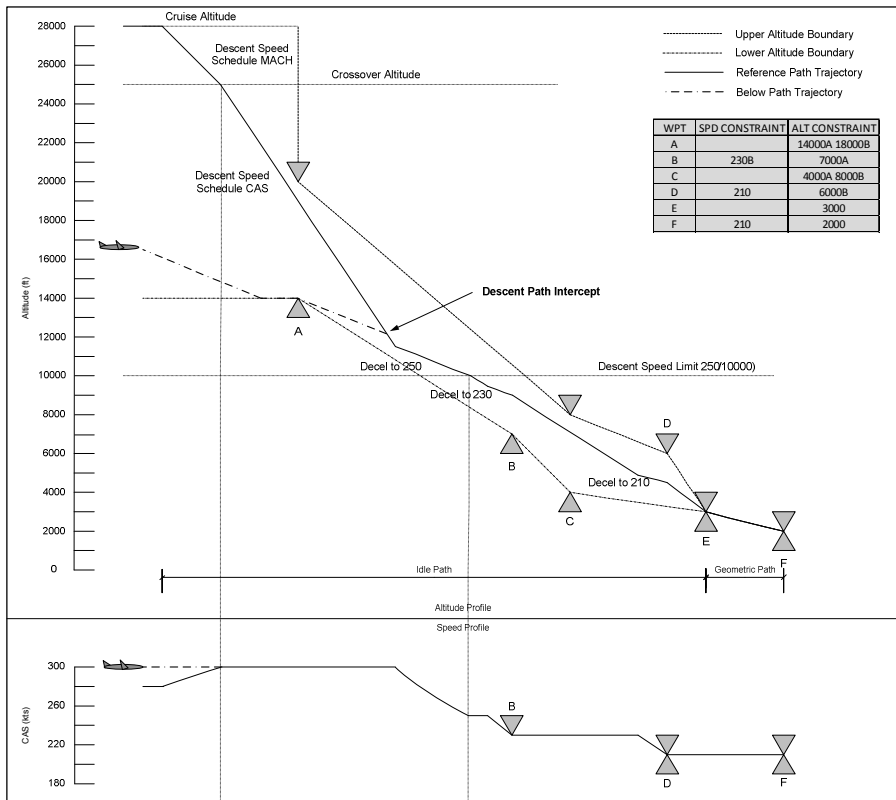 28000
26000
24000
22000
20000
18000
16000
14000
12000
10000
8000
6000
4000
2000
0
Altitude (ft)
Cruise Altitude
Descent Speed
Schedule MACH
Crossover Altitude
Descent Speed
Schedule CAS
Upper Altitude Boundary
Lower Altitude Boundary
Reference Path Trajectory
Below Path Trajectory
WPT SPD CONSTRAINT ALT CONSTRAINT
A 14000A 18000B
B 230B 7000A
C 4000A 8000B
D 210 6000B
E 3000
F 210 2000
Descent Path Intercept
A
Decel to 250
Descent Speed Limit 250/10000)
Decel to 230
D
B
Decel to 210
C
E
F
Idle Path
Geometric Path
Altitude Profile
Speed Profile
300
260
220
180
CAS (kts)
B
D
F